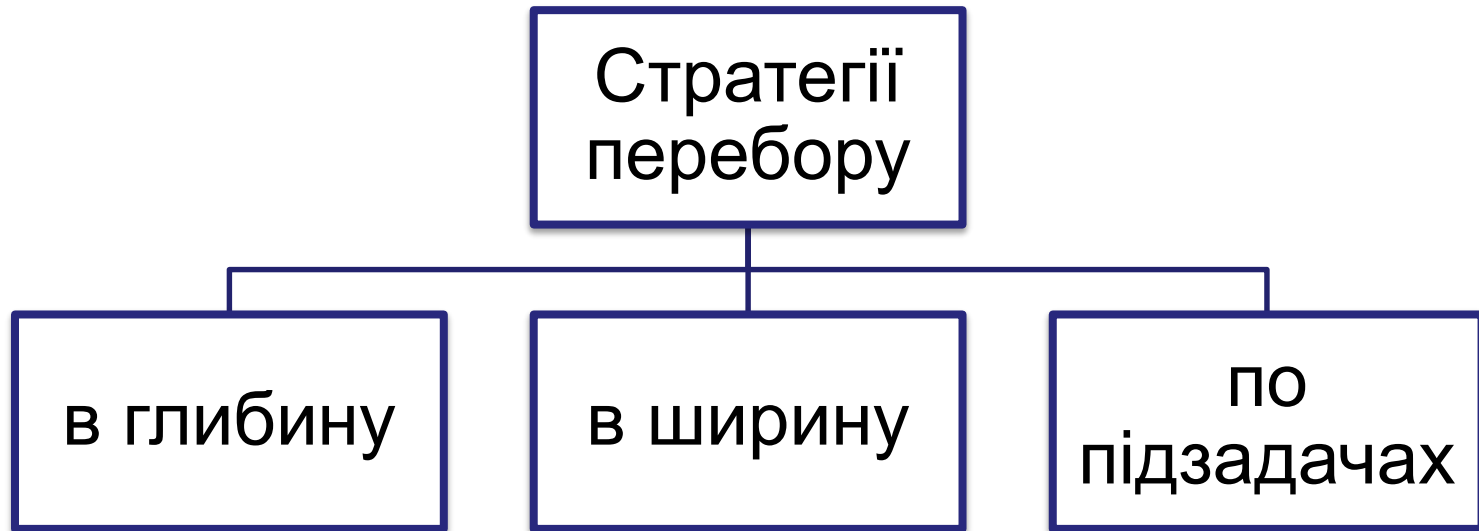 Стратегії
перебору
в глибину
в ширину
по
підзадачах